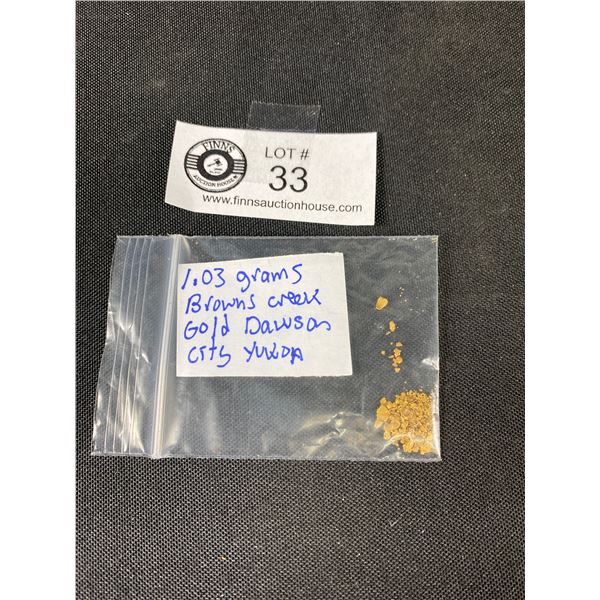 FINNS
AUCTION HOUSE
LOT #
33
www.finnsauctionhouse.com
1.03 grams
Browns creek
Gold Dawson
City Yukon